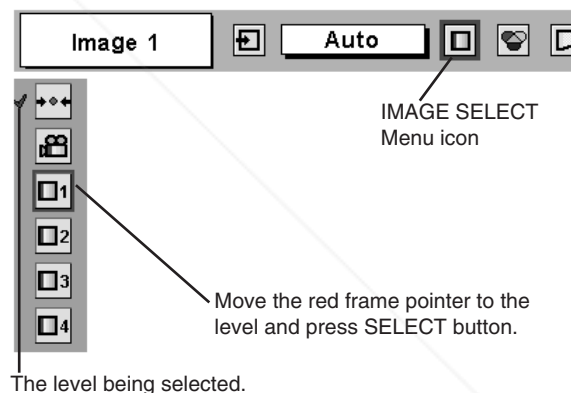 Image 1
Auto
IMAGE SELECT
Menu icon
1
2
3
4
Move the red frame pointer to the
level and press SELECT button.
The level being selected.